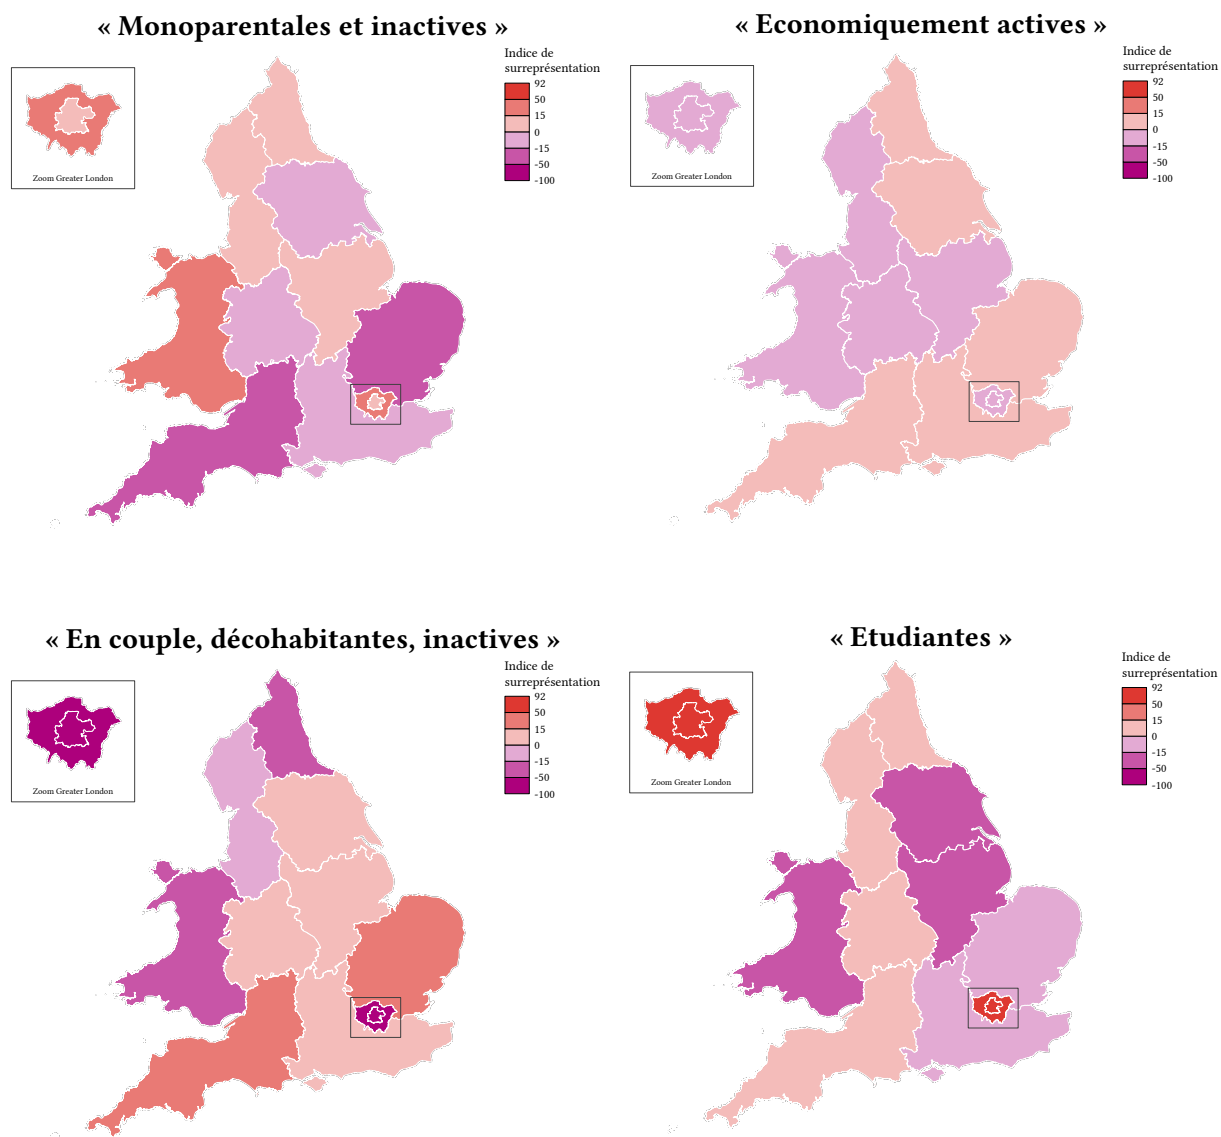 « Monoparentales et inactives »
Indice de
surreprésentation
92
50
15
0
-15
-50
-100
Zoom Greater London
« Economiquement actives »
Indice de
surreprésentation
92
50
15
0
-15
-50
-100
Zoom Greater London
« En couple, décohabitantes, inactives »
Indice de
surreprésentation
92
50
15
0
-15
-50
-100
Zoom Greater London
« Etudiantes »
Indice de
surreprésentation
92
50
15
0
-15
-50
-100
Zoom Greater London